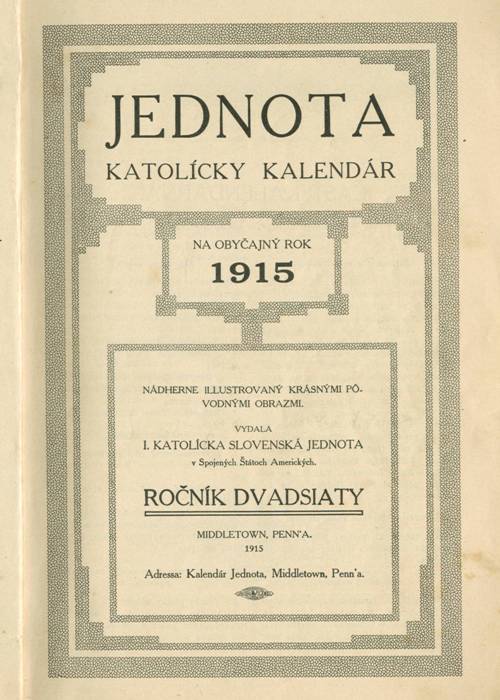 JEDNOTA
KATOLÍCKY KALENDÁR
NA OBYČAJNÝ ROK
1915
NÁDHERNE ILLUSTROVANÝ KRÁSNÝMI PÔ-
VODNÝMI OBRAZMI.
VYDALA
I. KATOLÍCKA SLOVENSKÁ JEDNOTA
v Spojených Štátoch Amerických.
ROČNÍK DVADSIATY
MIDDLETOWN, PENN'A.
1915
Adressa: Kalendár Jednota, Middletown, Penn'a.